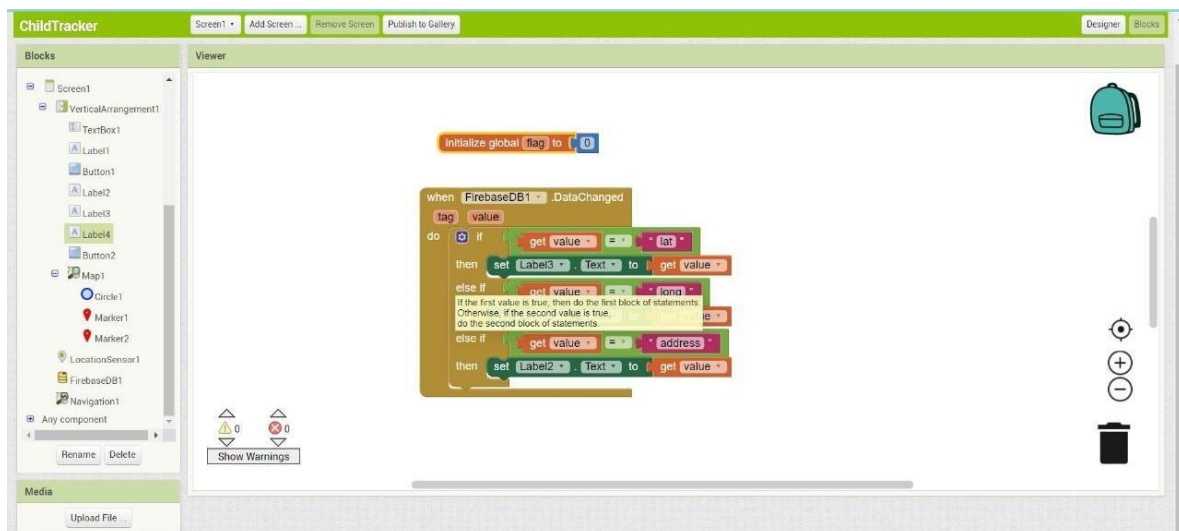 ChildTracker
Screen1
Add Screen ...
Remove Screen
Publish to Gallery
Designer
Blocks
Blocks
Viewer
Screen1
VerticalArrangement1
TextBox1
Label1
Button1
Label2
Label3
Label4
Button2
Map1
Circle1
Marker1
Marker2
LocationSensor1
FirebaseDB1
Navigation1
Any component
Rename
Delete
Media
Upload File ...
initialize global flag to 0
when FirebaseDB1 .DataChanged
tag value
do if get value = " lat "
then set Label3 . Text to get value
else if get value = " long "
If the first value is true, then do the first block of statements.
Otherwise, if the second value is true,
do the second block of statements.
else if get value = " address "
then set Label2 . Text to get value
0 0
Show Warnings